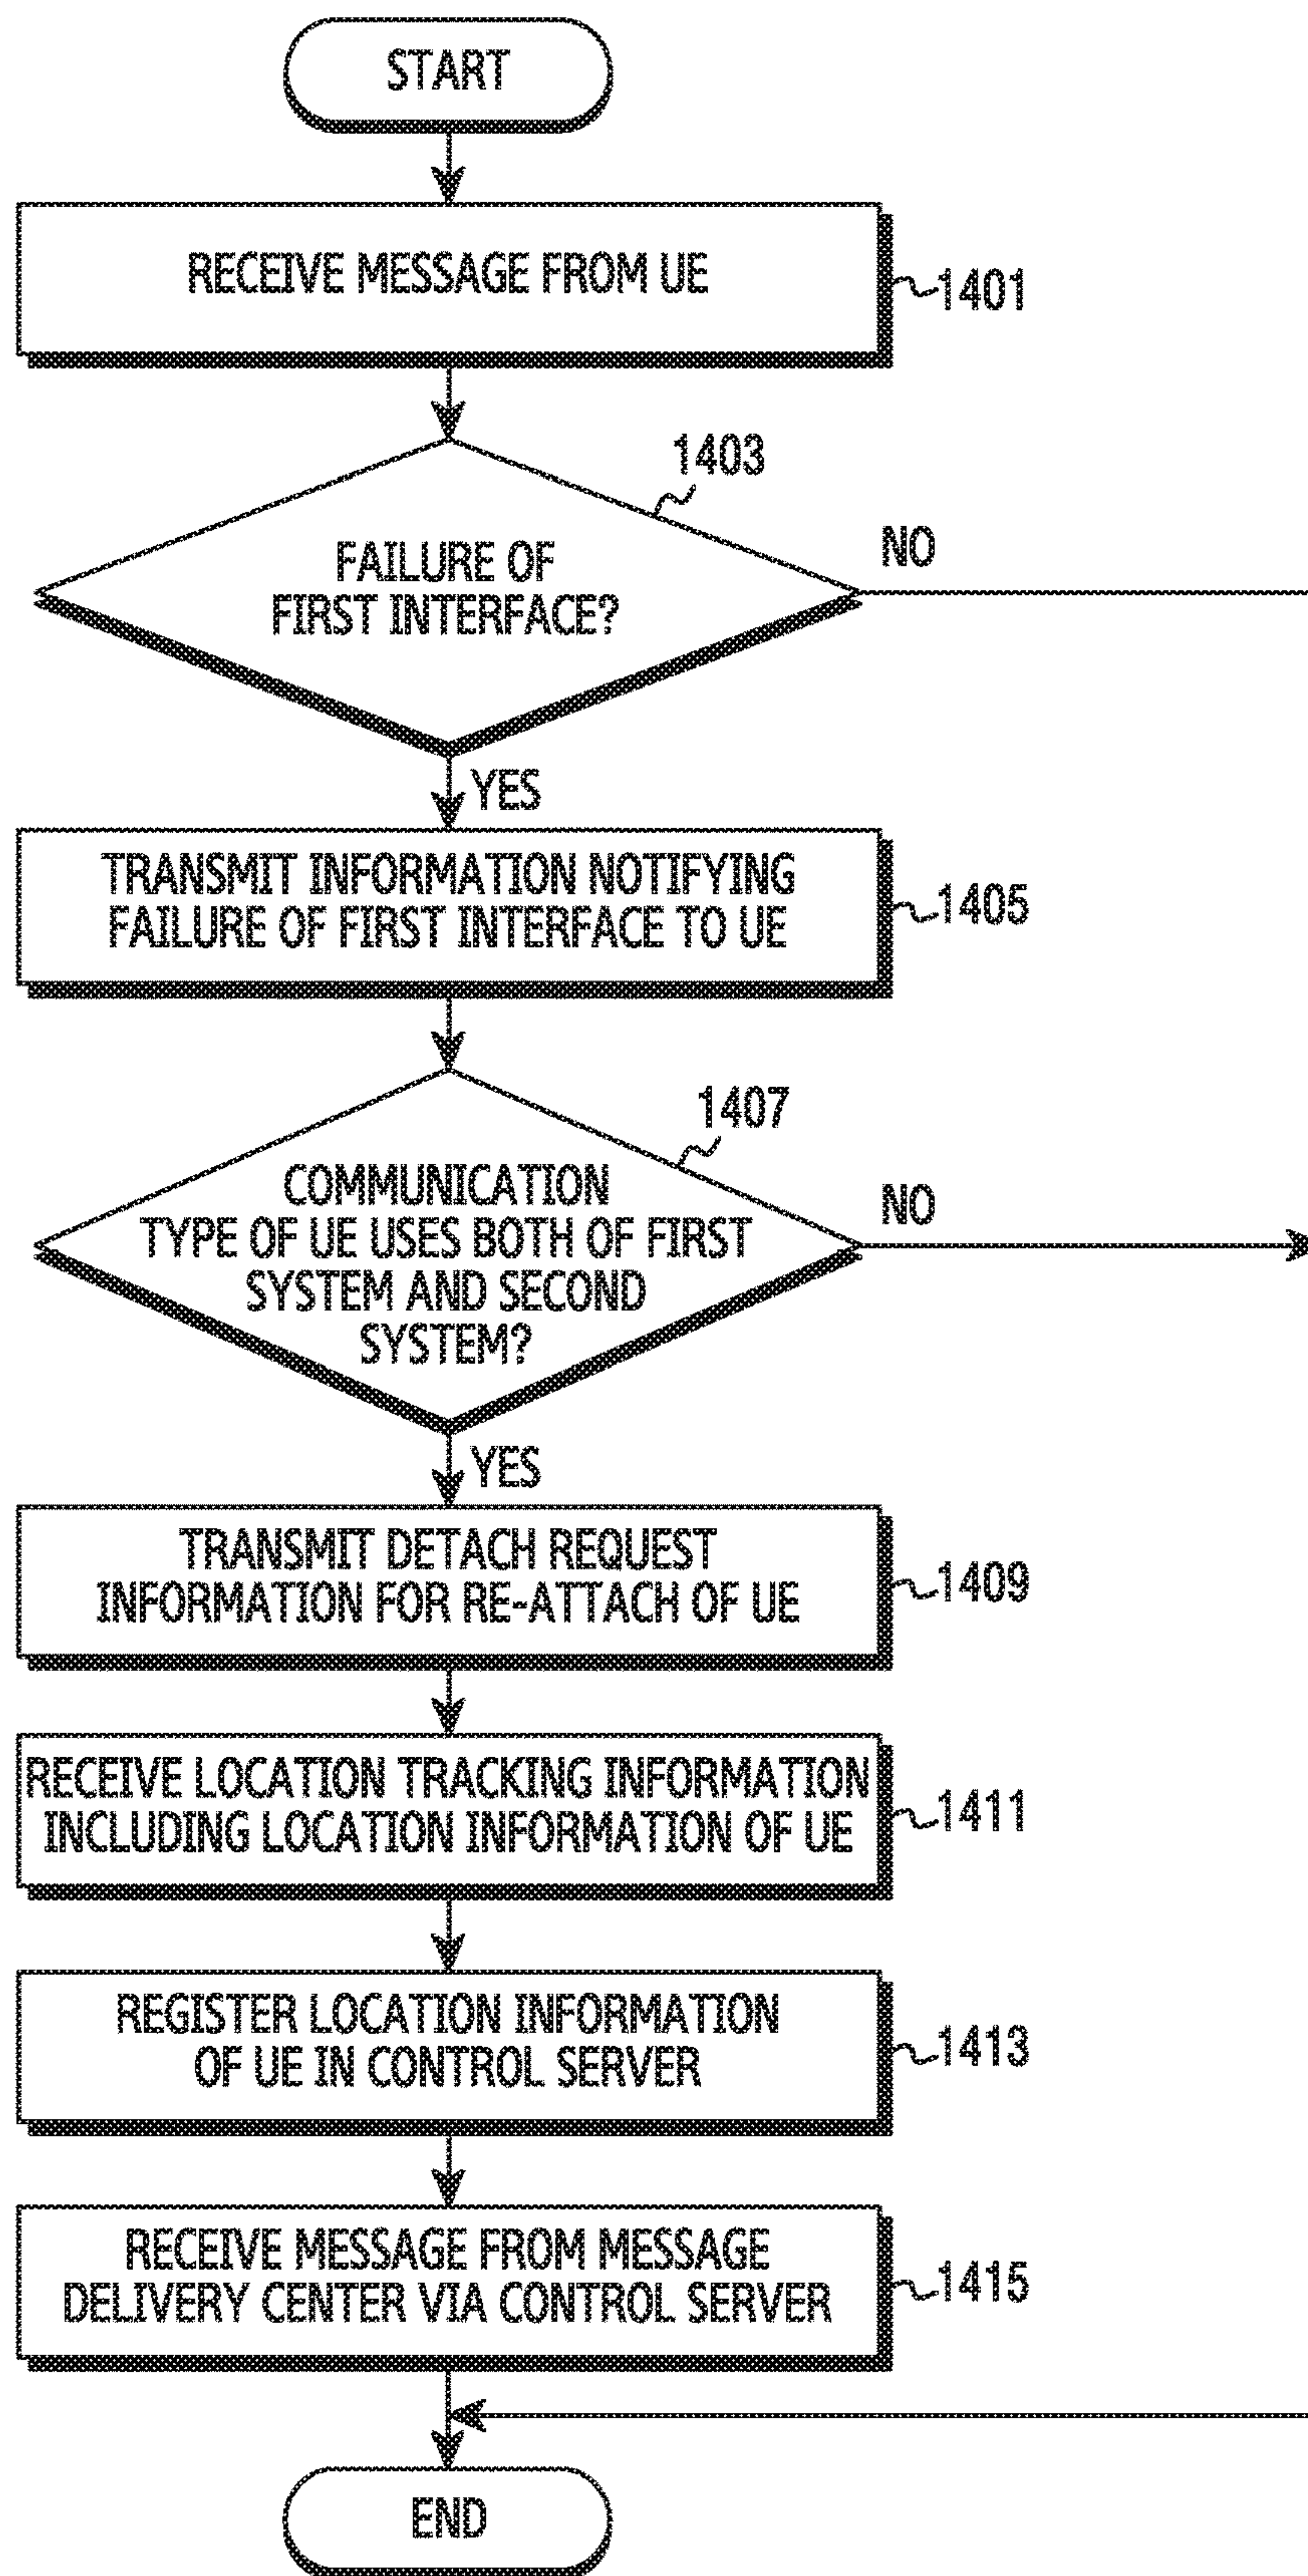 START
RECEIVE MESSAGE FROM UE
1401
1403
FAILURE OF
FIRST INTERFACE?
NO
YES
TRANSMIT INFORMATION NOTIFYING
FAILURE OF FIRST INTERFACE TO UE
1405
1407
COMMUNICATION
TYPE OF UE USES BOTH OF FIRST
SYSTEM AND SECOND
SYSTEM?
NO
YES
TRANSMIT DETACH REQUEST
INFORMATION FOR RE-ATTACH OF UE
1409
RECEIVE LOCATION TRACKING INFORMATION
INCLUDING LOCATION INFORMATION OF UE
1411
REGISTER LOCATION INFORMATION
OF UE IN CONTROL SERVER
1413
RECEIVE MESSAGE FROM MESSAGE
DELIVERY CENTER VIA CONTROL SERVER
1415
END